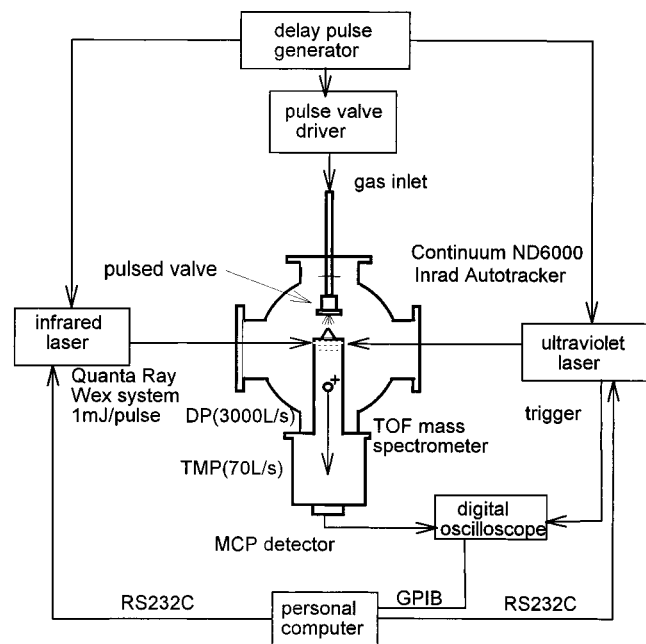 delay pulse
generator
pulse valve
driver
gas inlet
pulsed valve
Continuum ND6000
Inrad Autotracker
infrared
laser
ultraviolet
laser
Quanta Ray
Wex system
1mJ/pulse
DP(3000L/s)
+
TOF mass
spectrometer
trigger
TMP(70L/s)
digital
oscilloscope
MCP detector
RS232C
personal
computer
GPIB
RS232C